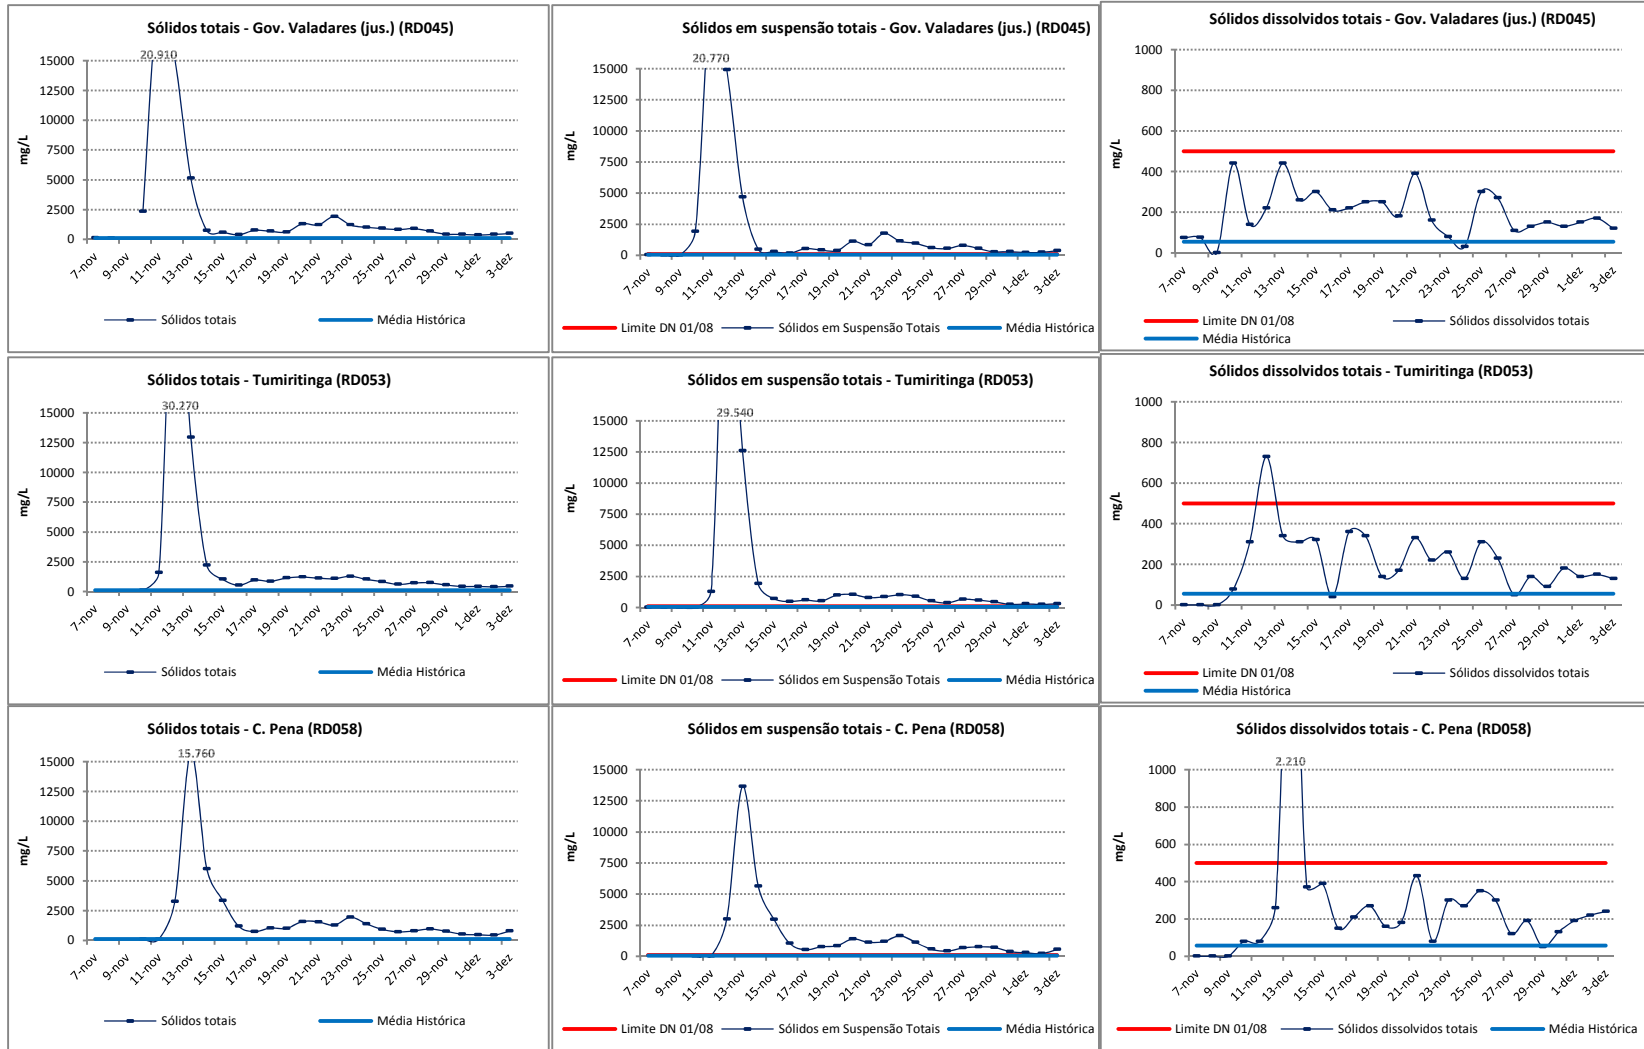 Sólidos totais - Gov. Valadares (jus.) (RD045)
20.910
15000
12500
10000
7500
5000
2500
0
mg/L
7-nov
9-nov
11-nov
13-nov
15-nov
17-nov
19-nov
21-nov
23-nov
25-nov
27-nov
29-nov
1-dez
3-dez
Sólidos totais
Média Histórica
Sólidos em suspensão totais - Gov. Valadares (jus.) (RD045)
20.770
15000
12500
10000
7500
5000
2500
0
mg/L
7-nov
9-nov
11-nov
13-nov
15-nov
17-nov
19-nov
21-nov
23-nov
25-nov
27-nov
29-nov
1-dez
3-dez
Limite DN 01/08
Sólidos em Suspensão Totais
Média Histórica
Sólidos dissolvidos totais - Gov. Valadares (jus.) (RD045)
1000
800
600
400
200
0
mg/L
7-nov
9-nov
11-nov
13-nov
15-nov
17-nov
19-nov
21-nov
23-nov
25-nov
27-nov
29-nov
1-dez
3-dez
Limite DN 01/08
Sólidos dissolvidos totais
Média Histórica
Sólidos totais - Tumiritinga (RD053)
30.270
15000
12500
10000
7500
5000
2500
0
mg/L
7-nov
9-nov
11-nov
13-nov
15-nov
17-nov
19-nov
21-nov
23-nov
25-nov
27-nov
29-nov
1-dez
3-dez
Sólidos totais
Média Histórica
Sólidos em suspensão totais - Tumiritinga (RD053)
29.540
15000
12500
10000
7500
5000
2500
0
mg/L
7-nov
9-nov
11-nov
13-nov
15-nov
17-nov
19-nov
21-nov
23-nov
25-nov
27-nov
29-nov
1-dez
3-dez
Limite DN 01/08
Sólidos em Suspensão Totais
Média Histórica
Sólidos dissolvidos totais - Tumiritinga (RD053)
1000
800
600
400
200
0
mg/L
7-nov
9-nov
11-nov
13-nov
15-nov
17-nov
19-nov
21-nov
23-nov
25-nov
27-nov
29-nov
1-dez
3-dez
Limite DN 01/08
Sólidos dissolvidos totais
Média Histórica
Sólidos totais - C. Pena (RD058)
15.760
15000
12500
10000
7500
5000
2500
0
mg/L
7-nov
9-nov
11-nov
13-nov
15-nov
17-nov
19-nov
21-nov
23-nov
25-nov
27-nov
29-nov
1-dez
3-dez
Sólidos totais
Média Histórica
Sólidos em suspensão totais - C. Pena (RD058)
15000
12500
10000
7500
5000
2500
0
mg/L
7-nov
9-nov
11-nov
13-nov
15-nov
17-nov
19-nov
21-nov
23-nov
25-nov
27-nov
29-nov
1-dez
3-dez
Limite DN 01/08
Sólidos em Suspensão Totais
Média Histórica
Sólidos dissolvidos totais - C. Pena (RD058)
2.210
1000
800
600
400
200
0
mg/L
7-nov
9-nov
11-nov
13-nov
15-nov
17-nov
19-nov
21-nov
23-nov
25-nov
27-nov
29-nov
1-dez
3-dez
Limite DN 01/08
Sólidos dissolvidos totais
Média Histórica